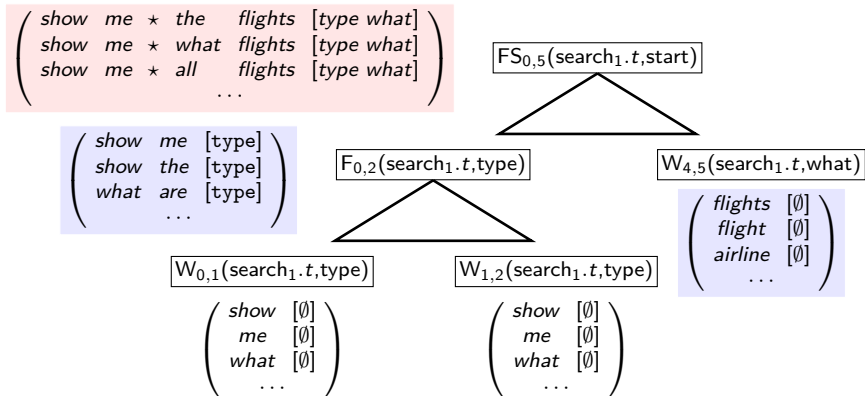 show me ⋆ the flights [type what]
show me ⋆ what flights [type what]
show me ⋆ all flights [type what]
...
FS0,5(search1.t,start)
show me [type]
show the [type]
what are [type]
...
F0,2(search1.t,type)
W4,5(search1.t,what)
flights [∅]
flight [∅]
airline [∅]
...
W0,1(search1.t,type)
W1,2(search1.t,type)
show [∅]
me [∅]
what [∅]
...
show [∅]
me [∅]
what [∅]
...